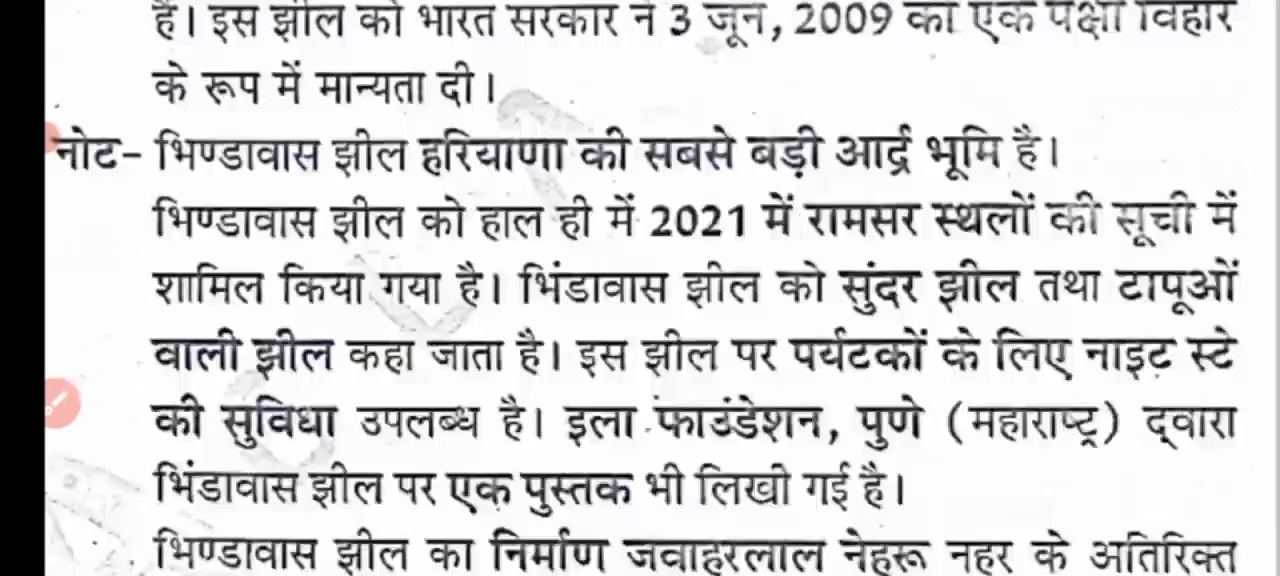 है। इस झील को भारत सरकार ने 3 जून, 2009 को एक पक्षी विहार
के रूप में मान्यता दी।
नोट- भिण्डावास झील हरियाणा की सबसे बड़ी आर्द्र भूमि है।
भिण्डावास झील को हाल ही में 2021 में रामसर स्थलों की सूची में
शामिल किया गया है। भिंडावास झील को सुंदर झील तथा टापूओं
वाली झील कहा जाता है। इस झील पर पर्यटकों के लिए नाइट स्टे
की सुविधा उपलब्ध है। इला फाउंडेशन, पुणे (महाराष्ट्र) द्वारा
भिंडावास झील पर एक पुस्तक भी लिखी गई है।
भिण्डावास झील का निर्माण जवाहरलाल नेहरू नहर के अतिरिक्त